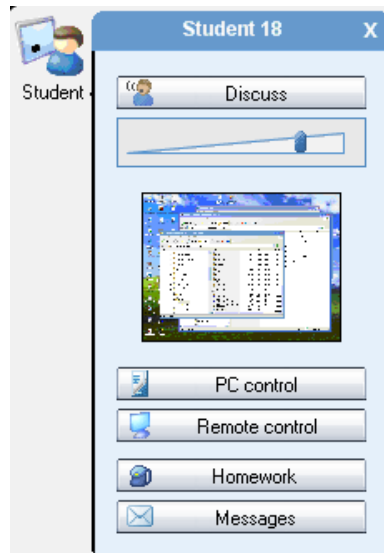 Student 18
X
Student
Discuss
PC control
Remote control
Homework
Messages